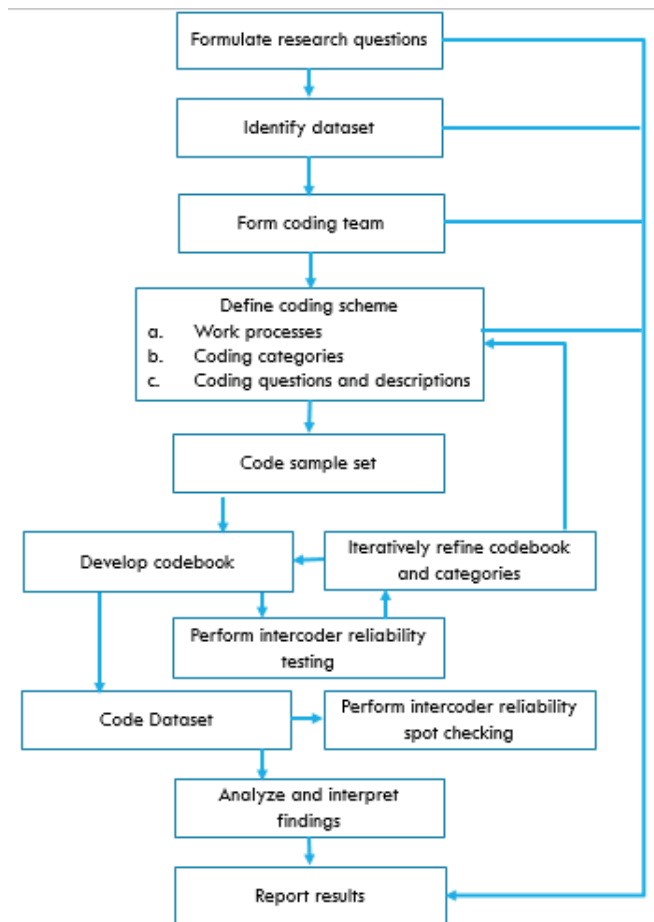 Formulate research questions
Identify dataset
Form coding team
Define coding scheme
a. Work processes
b. Coding categories
c. Coding questions and descriptions
Code sample set
Develop codebook
Iteratively refine codebook
and categories
Perform intercoder reliability
testing
Code Dataset
Perform intercoder reliability
spot checking
Analyze and interpret
findings
Report results